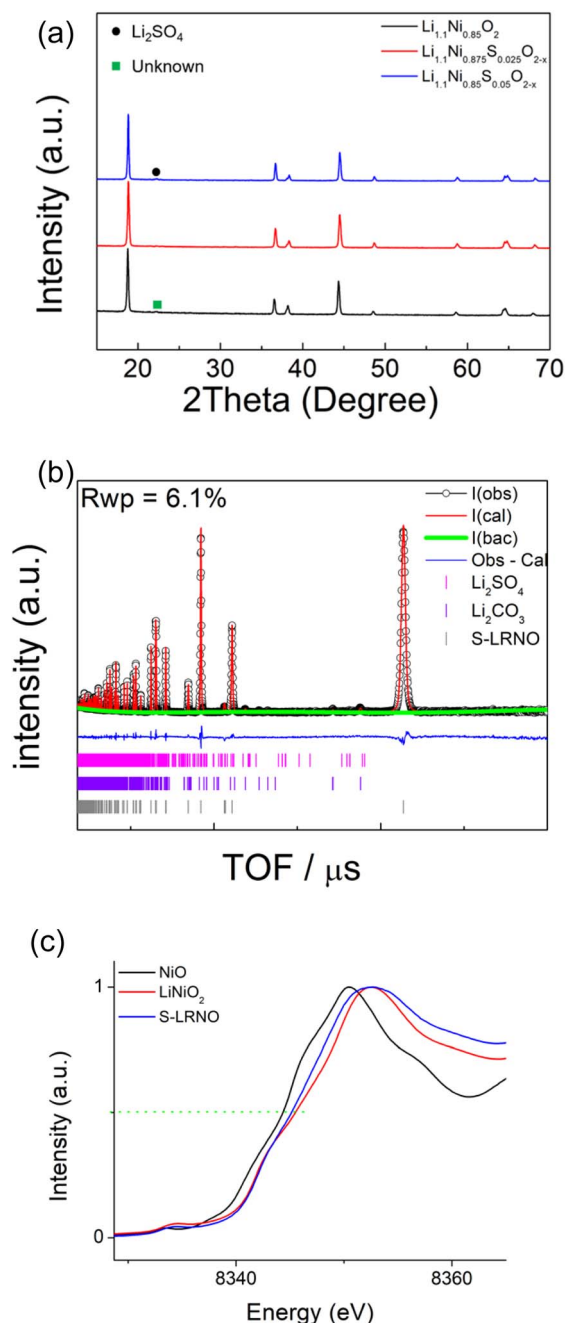 (a)
● Li₂SO₄
■ Unknown
Li₁.₁Ni₀.₈₅O₂
Li₁.₁Ni₀.₈₇₅S₀.₀₂₅O₂₋ₓ
Li₁.₁Ni₀.₈₅S₀.₀₅O₂₋ₓ
Intensity (a.u.)
20 30 40 50 60 70
2Theta (Degree)
(b)
Rwp = 6.1%
I(obs)
I(cal)
I(bac)
Obs - Cal
Li₂SO₄
Li₂CO₃
S-LRNO
intensity (a.u.)
TOF / μs
(c)
NiO
LiNiO₂
S-LRNO
1
0
Intensity (a.u.)
8340 8360
Energy (eV)